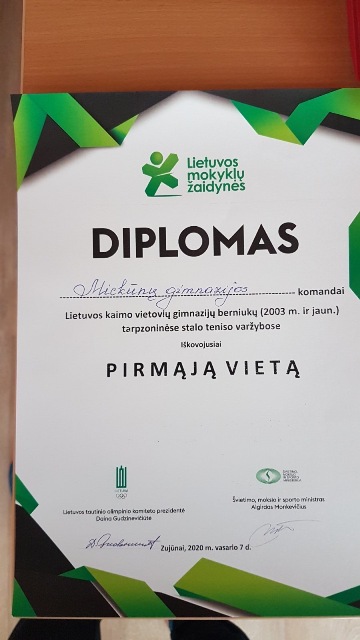 Lietuvos
mokyklų
žaidynės
DIPLOMAS
Mickūnų gimnazijos komandai
Lietuvos kaimo vietovių gimnazijų berniukų (2003 m. ir jaun.)
tarpzoninėse stalo teniso varžybose
Iškovojusiai
PIRMĄJĄ VIETĄ
Lietuvos tautinio olimpinio komiteto prezidentė
Daina Gudzinevičiūtė
Švietimo, mokslo ir sporto ministras
Algirdas Monkevičius
Zujūnai, 2020 m. vasario 7 d.